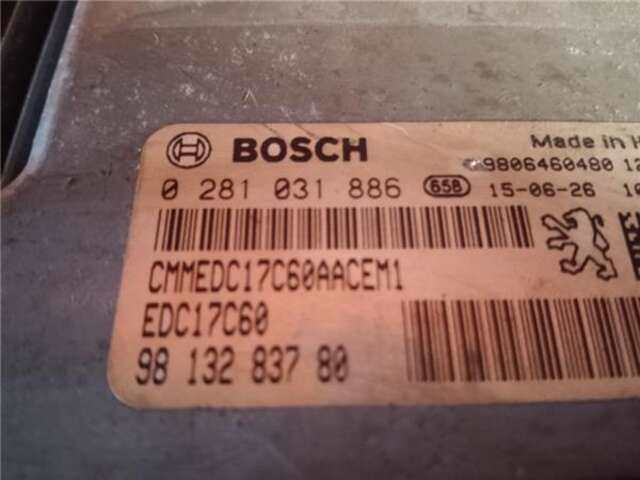 BOSCH
Made in
9806460480
0 281 031 886 658 15-06-26
CMMEDC17C60AACEM1
EDC17C60
98 132 837 80